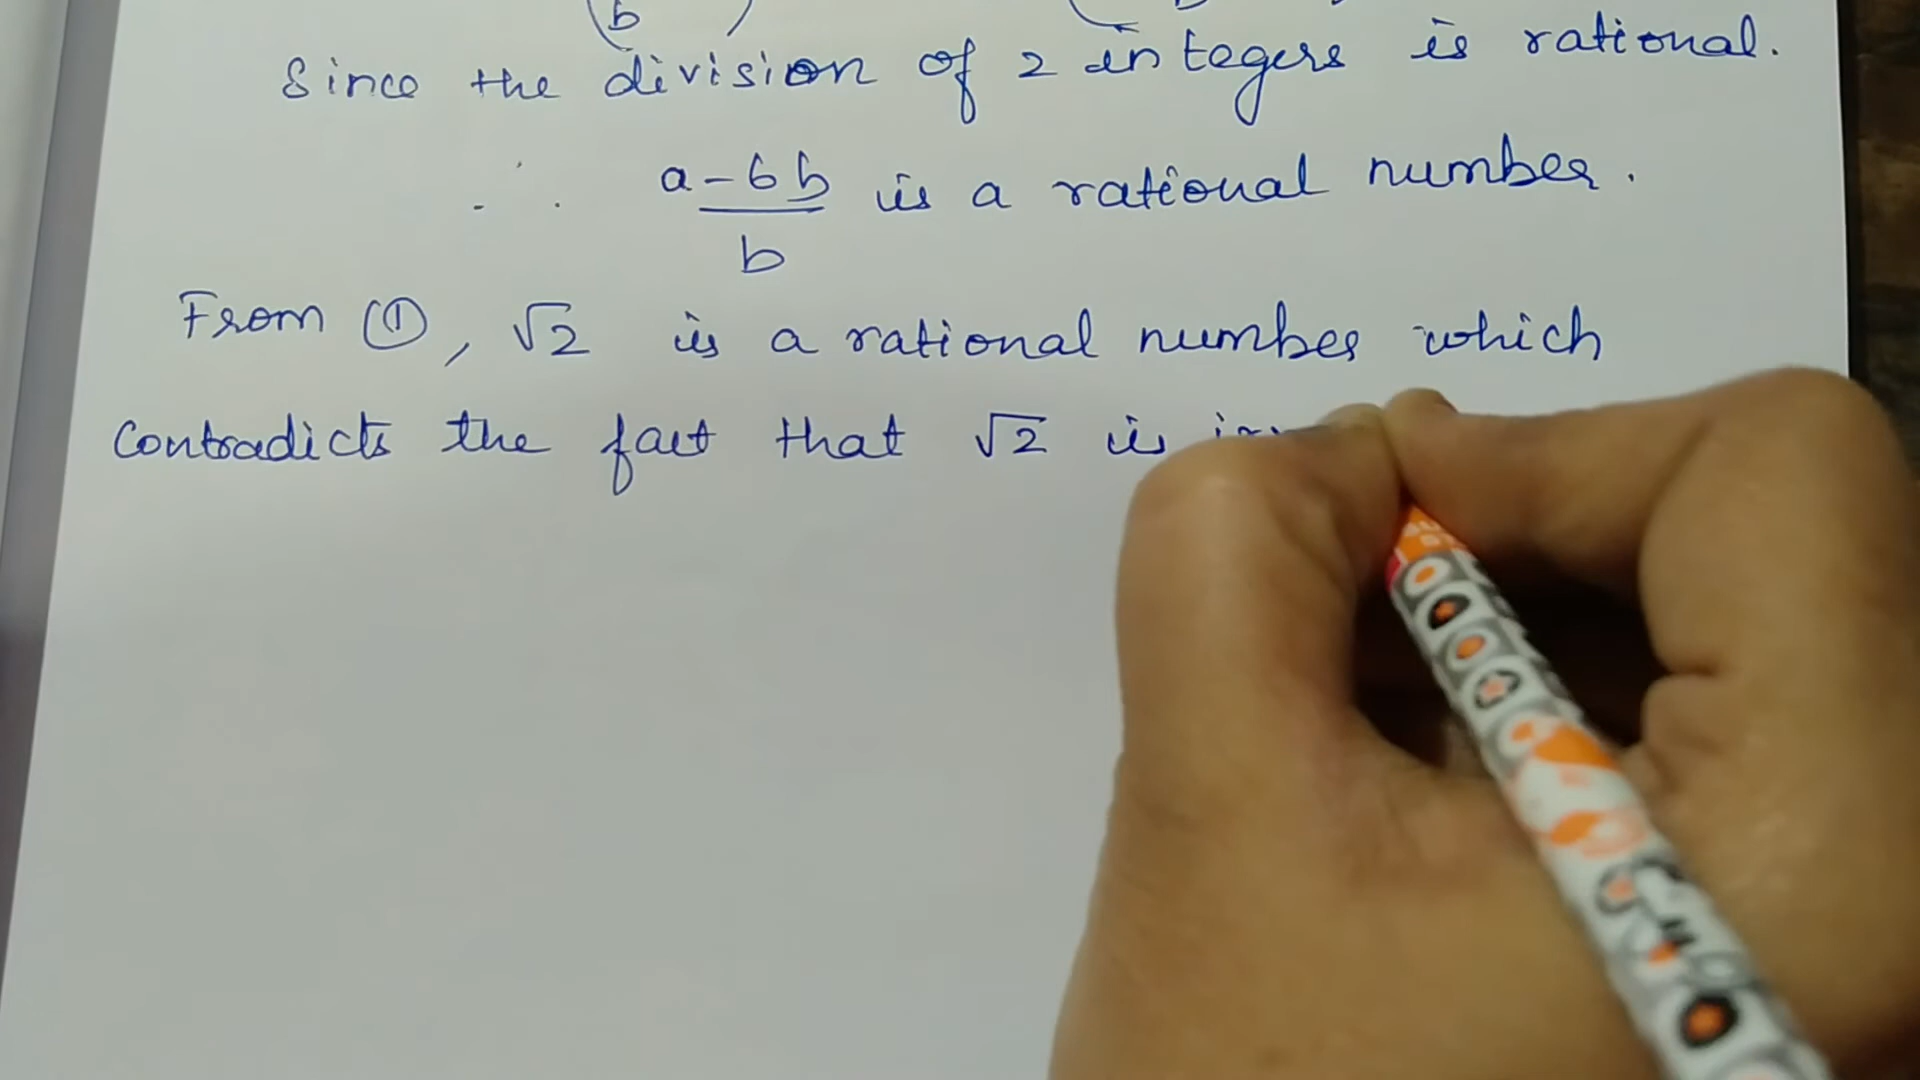 b
Since the division of 2 integers is rational.
∴ a-6b/b is a rational number.
From ①, √2 is a rational number which
contradicts the fact that √2 is